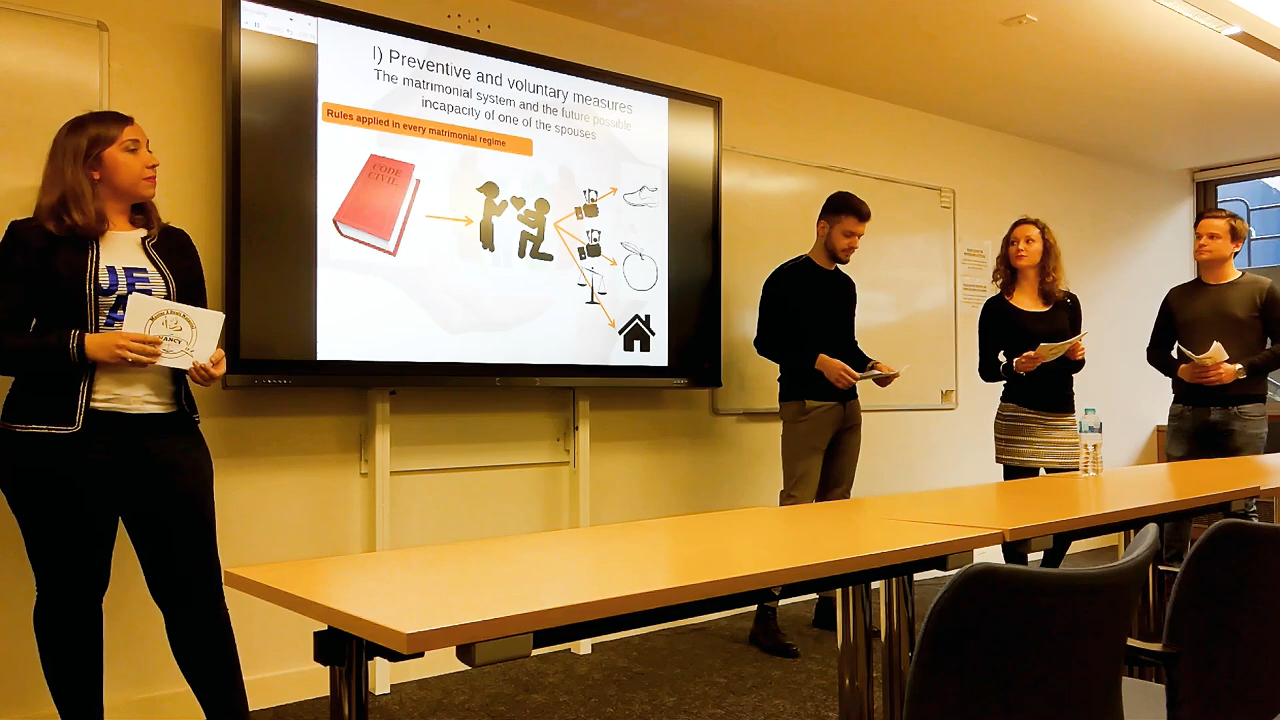 I) Preventive and voluntary measures
The matrimonial system and the future possible
incapacity of one of the spouses
Rules applied in every matrimonial regime
CODE
CIVIL
NANCY